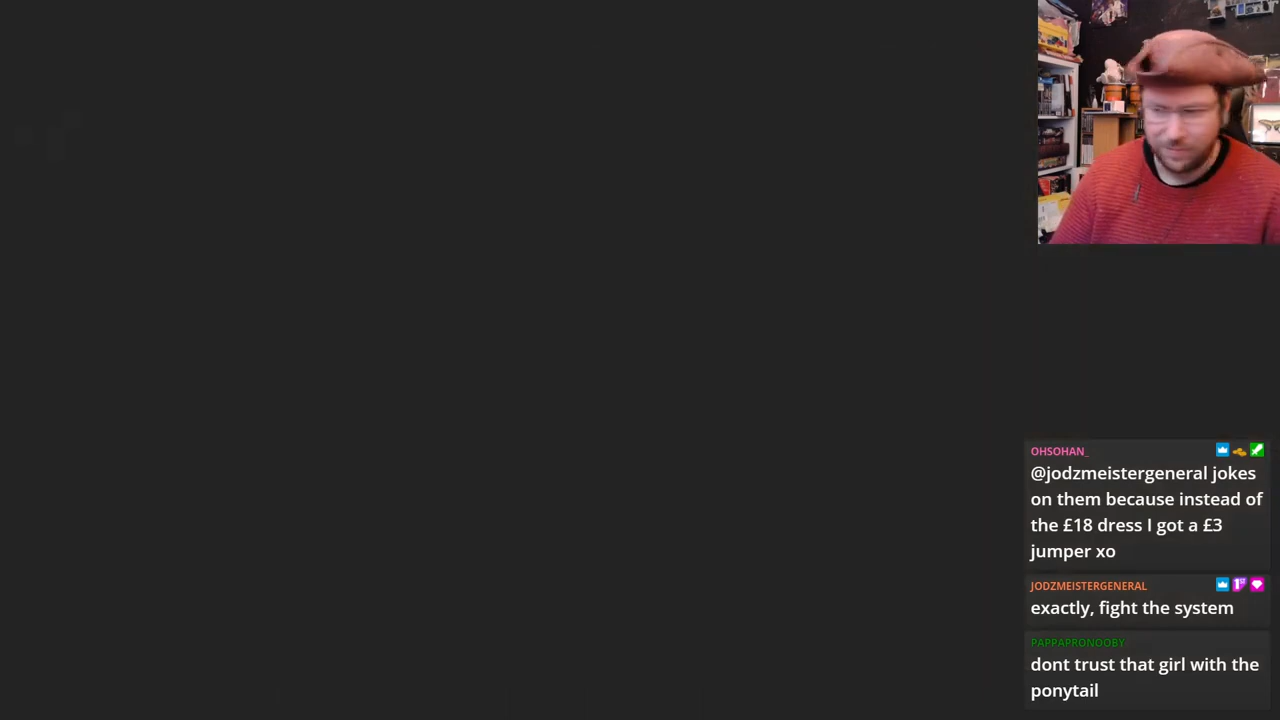 OHSOHAN_
@jodzmeistergeneral jokes
on them because instead of
the £18 dress I got a £3
jumper xo
JODZMEISTERGENERAL
exactly, fight the system
PAPPAPRONOOBY
dont trust that girl with the
ponytail